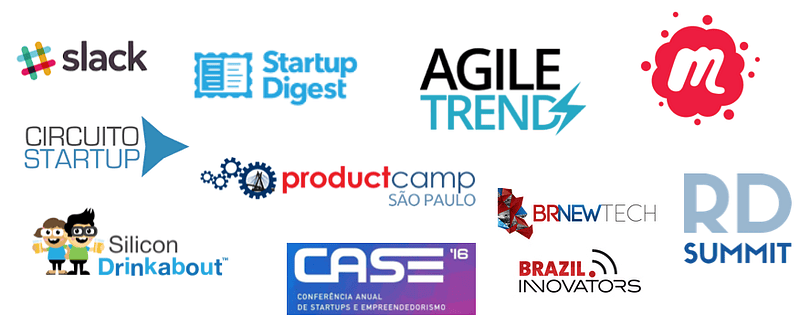 slack
Startup
Digest
AGILE
TRENDS
m
CIRCUITO
STARTUP
productcamp
SÃO PAULO
BRNEWTECH
RD
SUMMIT
Silicon
Drinkabout™
CASE '16
CONFERÊNCIA ANUAL
DE STARTUPS E EMPREENDEDORISMO
BRAZIL
INNOVATORS